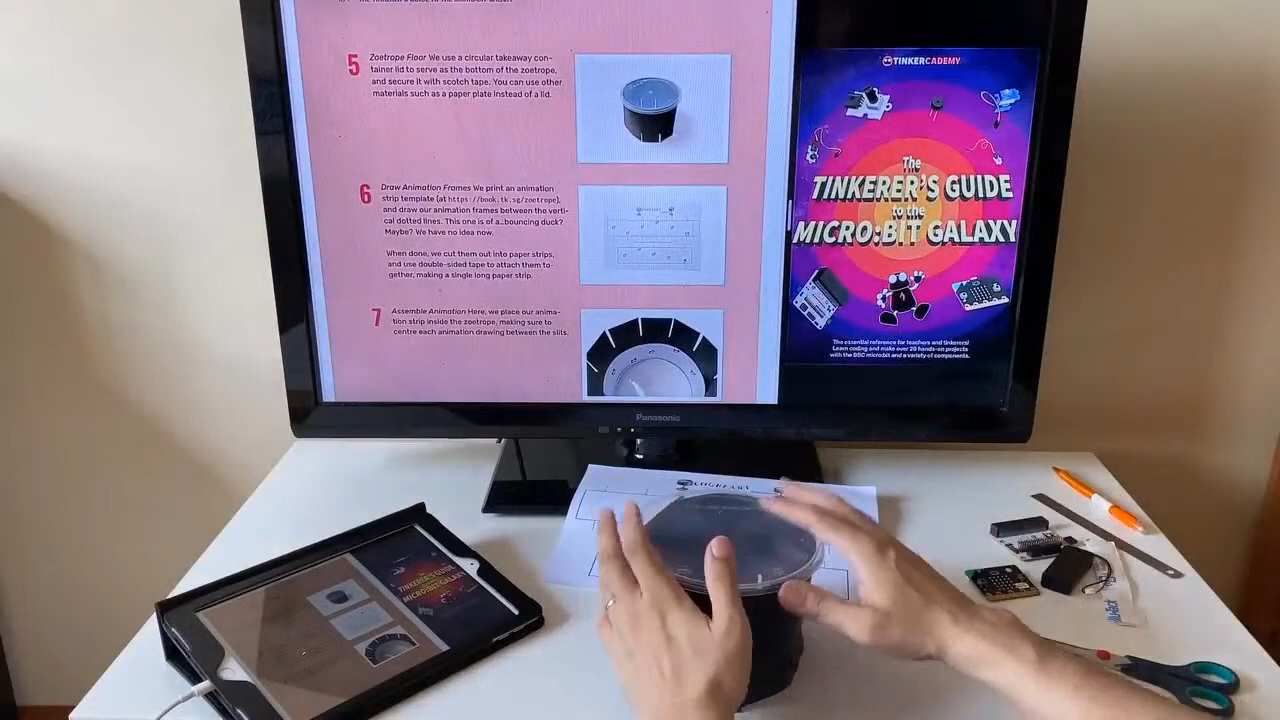 5
Zoetrope Floor We use a circular takeaway con-
tainer lid to serve as the bottom of the zoetrope,
and secure it with scotch tape. You can use other
materials such as a paper plate instead of a lid.
6
Draw Animation Frames We print an animation
strip template (at https://book.tk.sg/zoetrope),
and draw our animation frames between the verti-
cal dotted lines. This one is of a...bouncing duck?
Maybe? We have no idea now.
When done, we cut them out into paper strips,
and use double-sided tape to attach them to-
gether, making a single long paper strip.
7
Assemble Animation Here, we place our anima-
tion strip inside the zoetrope, making sure to
centre each animation drawing between the slits.
TINKERCADEMY
The
TINKERER'S GUIDE
to the
MICRO:BIT GALAXY
The essential reference for teachers and tinkerers!
Learn coding and make over 20 hands-on projects
with the BBC micro:bit and a variety of components.
Panasonic
TINKERER'S GUIDE
MICRO:BIT GALAXY